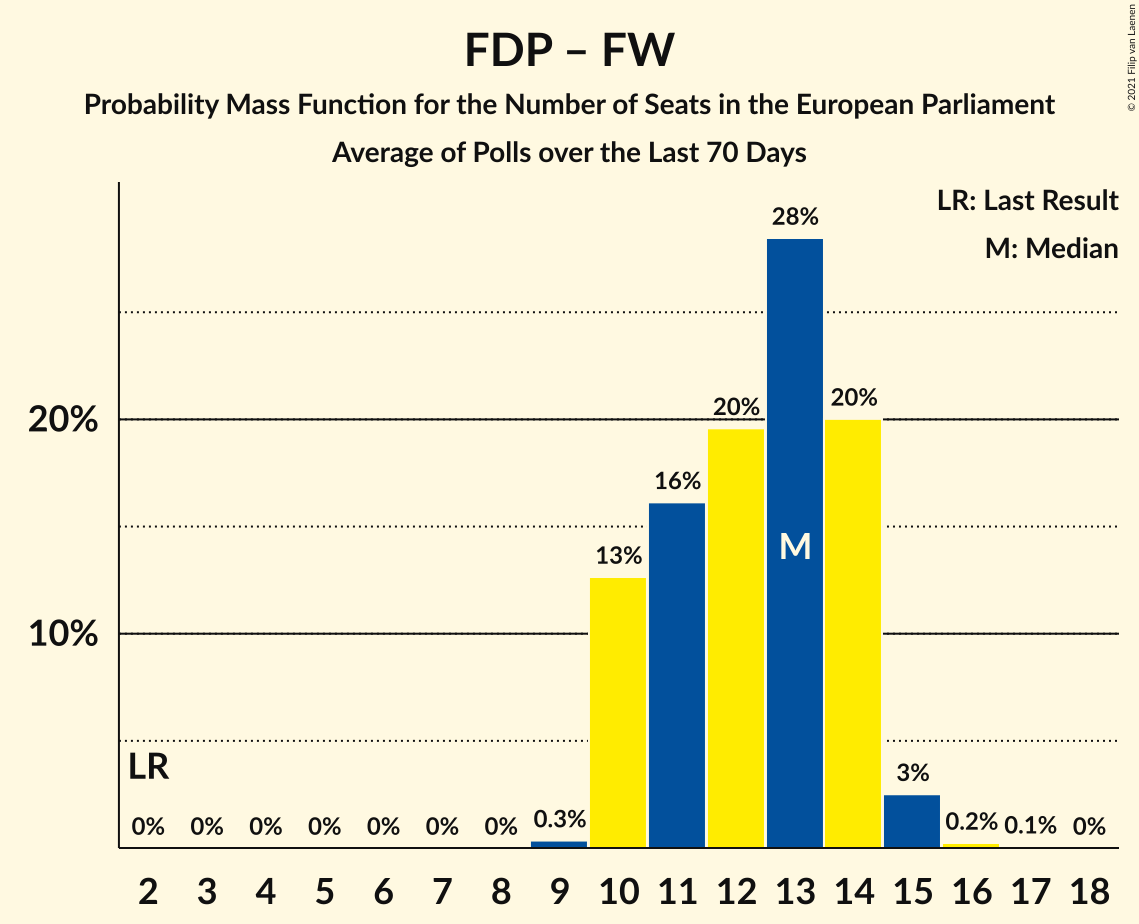 FDP – FW
Probability Mass Function for the Number of Seats in the European Parliament
Average of Polls over the Last 70 Days
© 2021 Filip van Laenen
LR: Last Result
M: Median
28%
20%
20%
20%
16%
13%
M
10%
LR
3%
0%
0%
0%
0%
0%
0%
0%
0.3%
0.2%
0.1%
0%
2 3 4 5 6 7 8 9 10 11 12 13 14 15 16 17 18